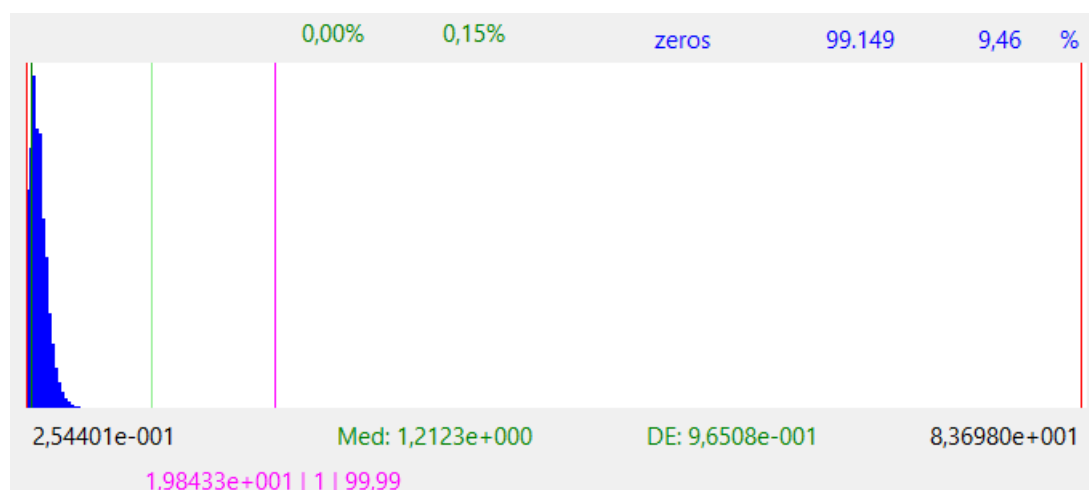 0,00% 0,15% zeros 99.149 9,46 %
2,54401e-001 Med: 1,2123e+000 DE: 9,6508e-001 8,36980e+001
1,98433e+001 | 1 | 99,99